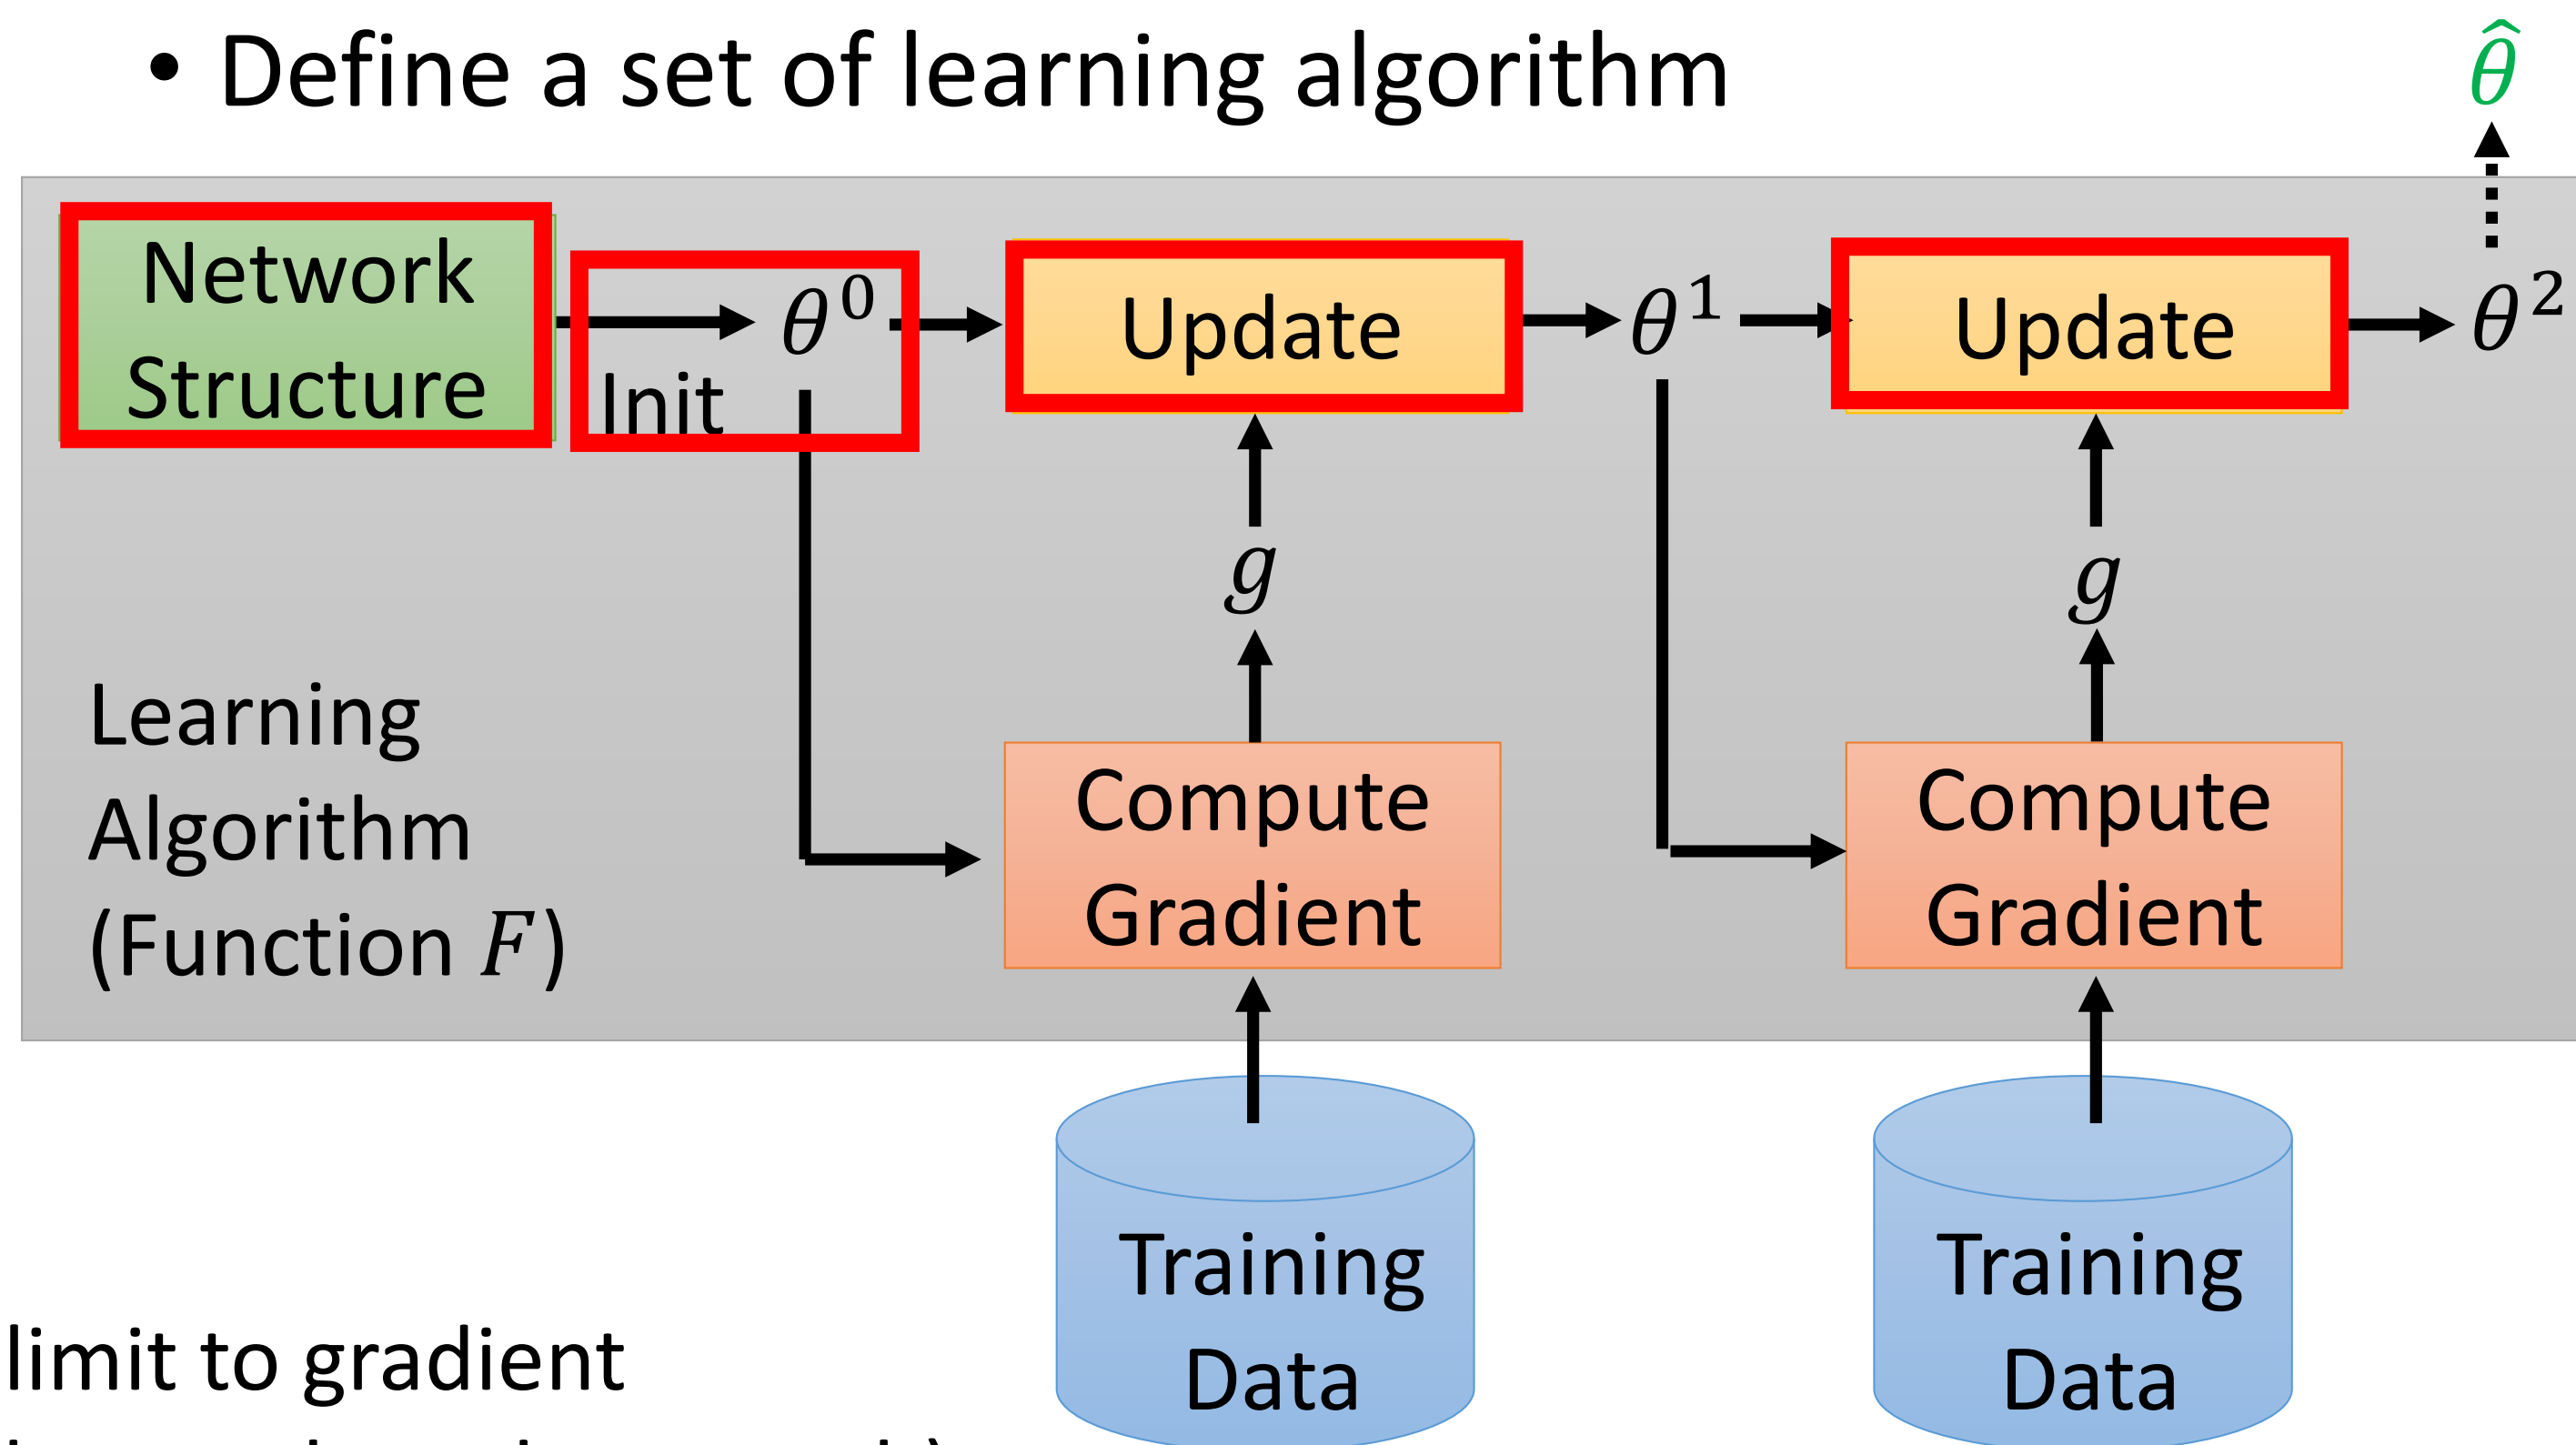 • Define a set of learning algorithm
θ̂
Network
Structure
Init
θ⁰
Update
θ¹
Update
θ²
g
g
Learning
Algorithm
(Function F)
Compute
Gradient
Compute
Gradient
Training
Data
Training
Data
limit to gradient